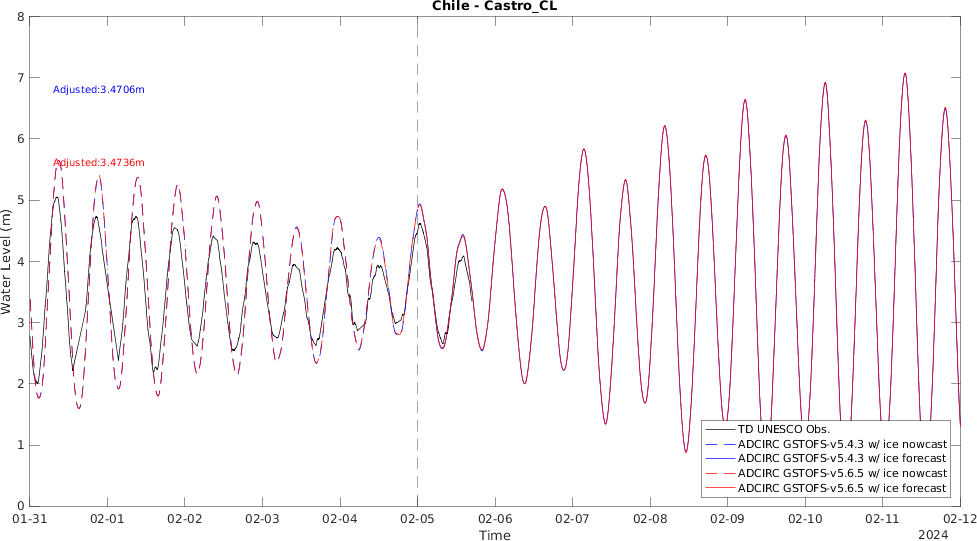 Chile - Castro_CL
8
7
6
5
4
3
2
1
0
Water Level (m)
Adjusted:3.4706m
Adjusted:3.4736m
TD UNESCO Obs.
ADCIRC GSTOFS-v5.4.3 w/ ice nowcast
ADCIRC GSTOFS-v5.4.3 w/ ice forecast
ADCIRC GSTOFS-v5.6.5 w/ ice nowcast
ADCIRC GSTOFS-v5.6.5 w/ ice forecast
01-31 02-01 02-02 02-03 02-04 02-05 02-06 02-07 02-08 02-09 02-10 02-11 02-12
Time
2024